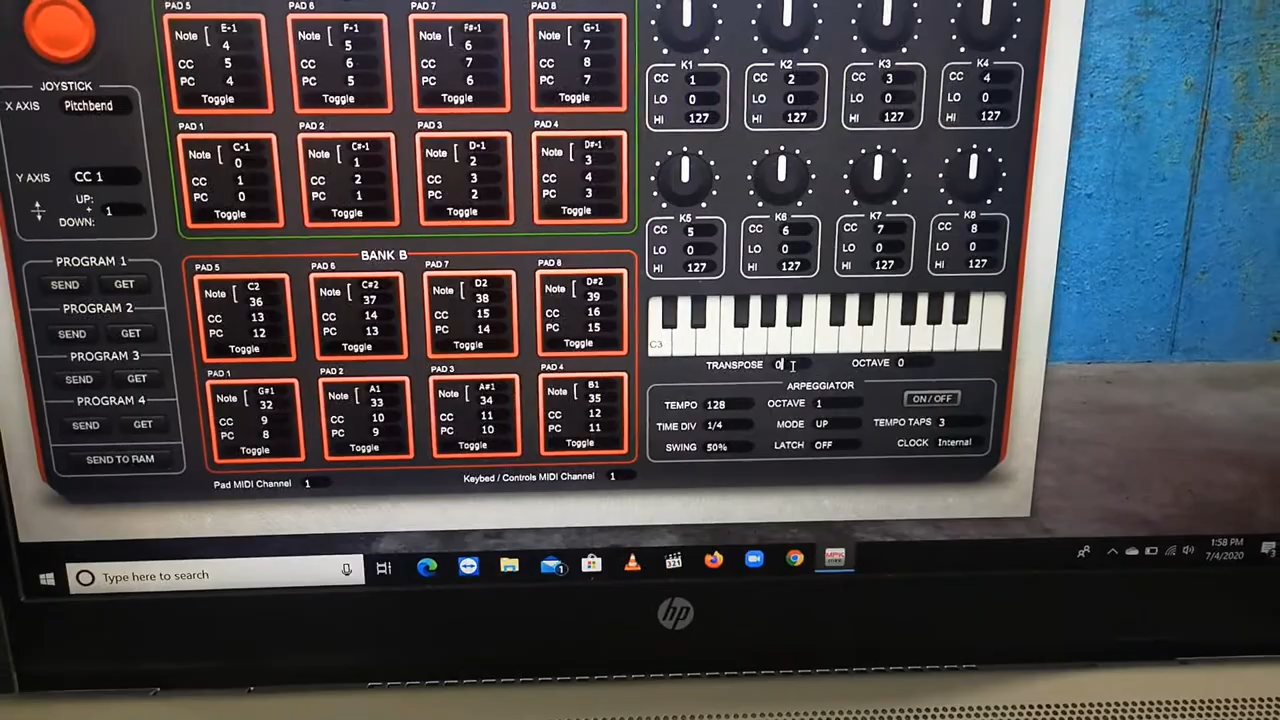 PAD 5 PAD 6 PAD 7 PAD 8
Note [ E-1 4 CC 5 PC 4 Toggle
Note [ F-1 5 CC 6 PC 5 Toggle
Note [ F#-1 6 CC 7 PC 6 Toggle
Note [ G-1 7 CC 8 PC 7 Toggle
PAD 1 PAD 2 PAD 3 PAD 4
Note [ C-1 0 CC 1 PC 0 Toggle
Note [ C#-1 1 CC 2 PC 1 Toggle
Note [ D-1 2 CC 3 PC 2 Toggle
Note [ D#-1 3 CC 4 PC 3 Toggle
JOYSTICK
X AXIS Pitchbend
Y AXIS CC 1
UP:
1
DOWN:
PROGRAM 1
SEND GET
PROGRAM 2
SEND GET
PROGRAM 3
SEND GET
PROGRAM 4
SEND GET
SEND TO RAM
BANK B
PAD 5 PAD 6 PAD 7 PAD 8
Note [ C2 36 CC 13 PC 12 Toggle
Note [ C#2 37 CC 14 PC 13 Toggle
Note [ D2 38 CC 15 PC 14 Toggle
Note [ D#2 39 CC 16 PC 15 Toggle
PAD 1 PAD 2 PAD 3 PAD 4
Note [ G#1 32 CC 9 PC 8 Toggle
Note [ A1 33 CC 10 PC 9 Toggle
Note [ A#1 34 CC 11 PC 10 Toggle
Note [ B1 35 CC 12 PC 11 Toggle
Pad MIDI Channel 1
Keybed / Controls MIDI Channel 1
K1 K2 K3 K4
CC 1 CC 2 CC 3 CC 4
LO 0 LO 0 LO 0 LO 0
HI 127 HI 127 HI 127 HI 127
K5 K6 K7 K8
CC 5 CC 6 CC 7 CC 8
LO 0 LO 0 LO 0 LO 0
HI 127 HI 127 HI 127 HI 127
C3
TRANSPOSE 0 OCTAVE 0
ARPEGGIATOR
TEMPO 128 OCTAVE 1 ON / OFF
TIME DIV 1/4 MODE UP TEMPO TAPS 3
SWING 50% LATCH OFF CLOCK Internal
Type here to search
1
321
MPK
1:58 PM
7/4/2020
3
hp